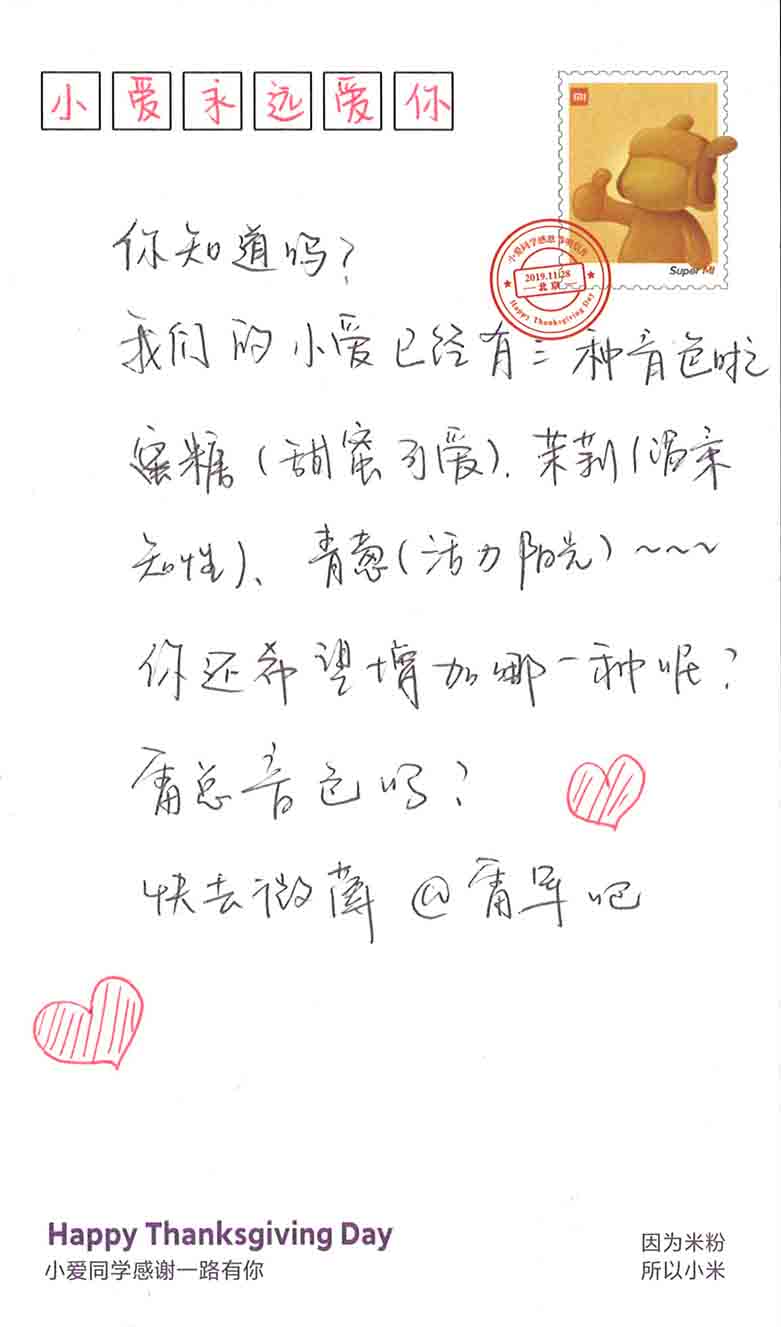 小爱永远爱你
MI
Super MI
小爱同学感恩节明信片
2019.11.28
北京
Happy Thanksgiving Day
你知道吗?
我们的小爱已经有三种音色啦
蜜糖(甜蜜可爱)、茉莉(温柔
知性)、青葱(活力阳光)~~~
你还希望增加哪一种呢?
雷总音色吗?
快去微博@雷军吧
Happy Thanksgiving Day
小爱同学感谢一路有你
因为米粉
所以小米